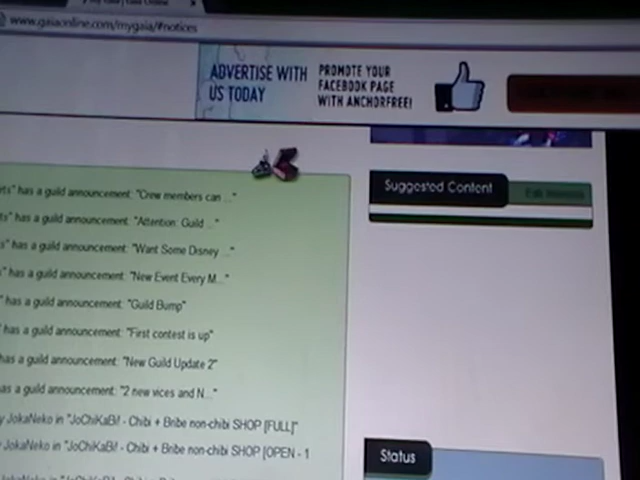 www.gaiaonline.com/mygaia/#notices
ADVERTISE WITH US TODAY
PROMOTE YOUR FACEBOOK PAGE WITH ANCHORFREE!
Suggested Content
has a guild announcement: "Crew members can ..."
has a guild announcement: "Attention: Guild ..."
has a guild announcement: "Want Some Disney ..."
has a guild announcement: "New Event Every M..."
has a guild announcement: "Guild Bump"
has a guild announcement: "First contest is up"
has a guild announcement: "New Guild Update 2"
has a guild announcement: "2 new vices and N..."
JokaNeko in "JoChiKaBi! - Chibi + Bribe non-chibi SHOP [FULL]"
JokaNeko in "JoChiKaBi! - Chibi + Bribe non-chibi SHOP [OPEN - 1
Status